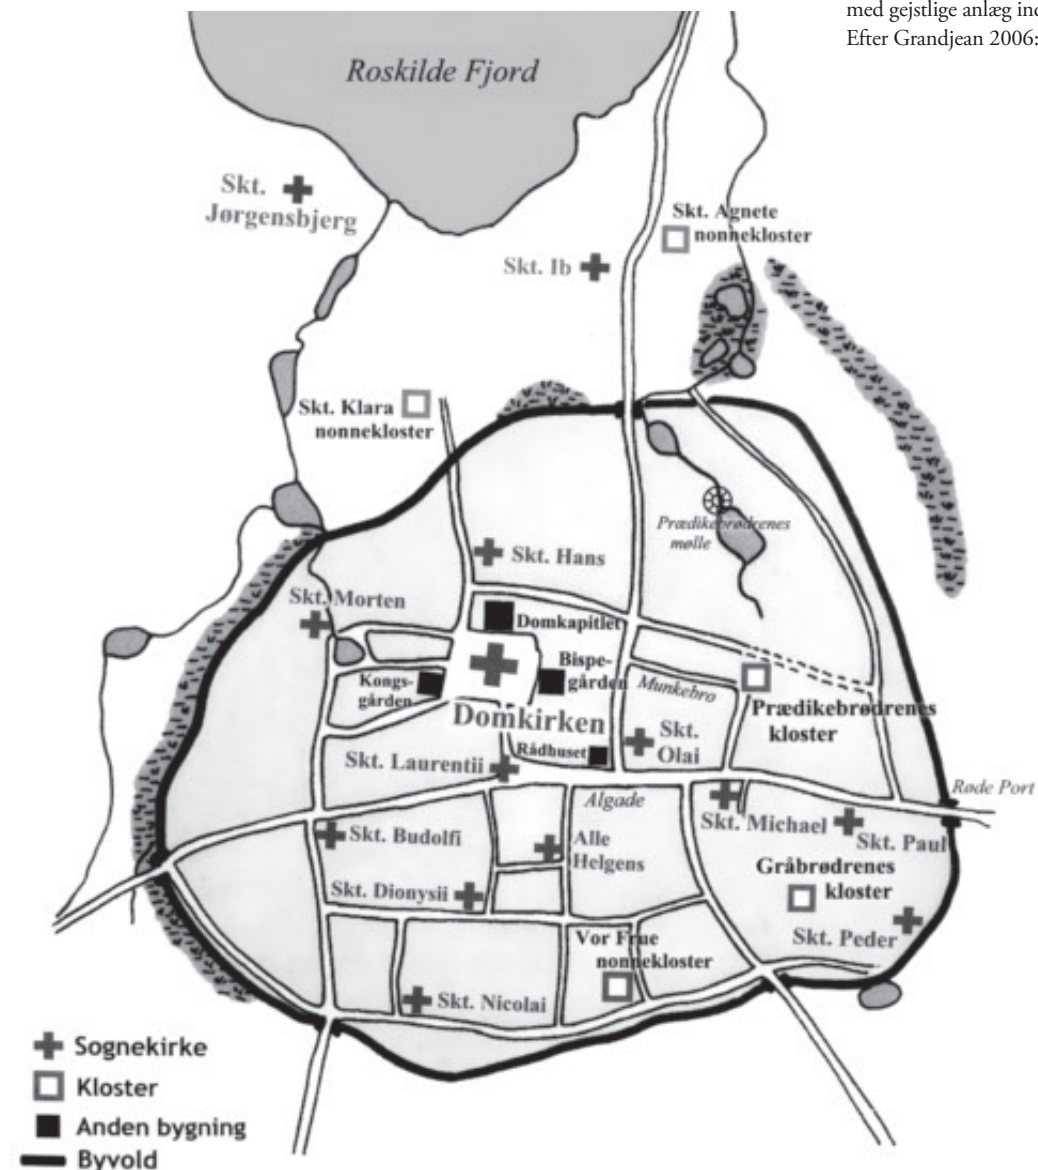 med gejstlige anlæg in
Efter Grandjean 2006:
Roskilde Fjord
Skt.
Jørgensbjerg
Skt. Agnete
nonnekloster
Skt. Ib
Skt. Klara
nonnekloster
Prædikebrødrenes
mølle
Skt. Hans
Skt. Morten
Domkapitlet
Bispe-
gården
Kongs-
gården
Munkebro
Prædikebrødrenes
kloster
Domkirken
Skt.
Olai
Rådhuset
Skt. Laurentii
Røde Port
Algade
Skt. Michael
Skt. Paul
Skt. Budolfi
Alle
Helgens
Gråbrødrenes
kloster
Skt. Dionysii
Skt. Peder
Vor Frue
nonnekloster
Skt. Nicolai
Sognekirke
Kloster
Anden bygning
Byvold